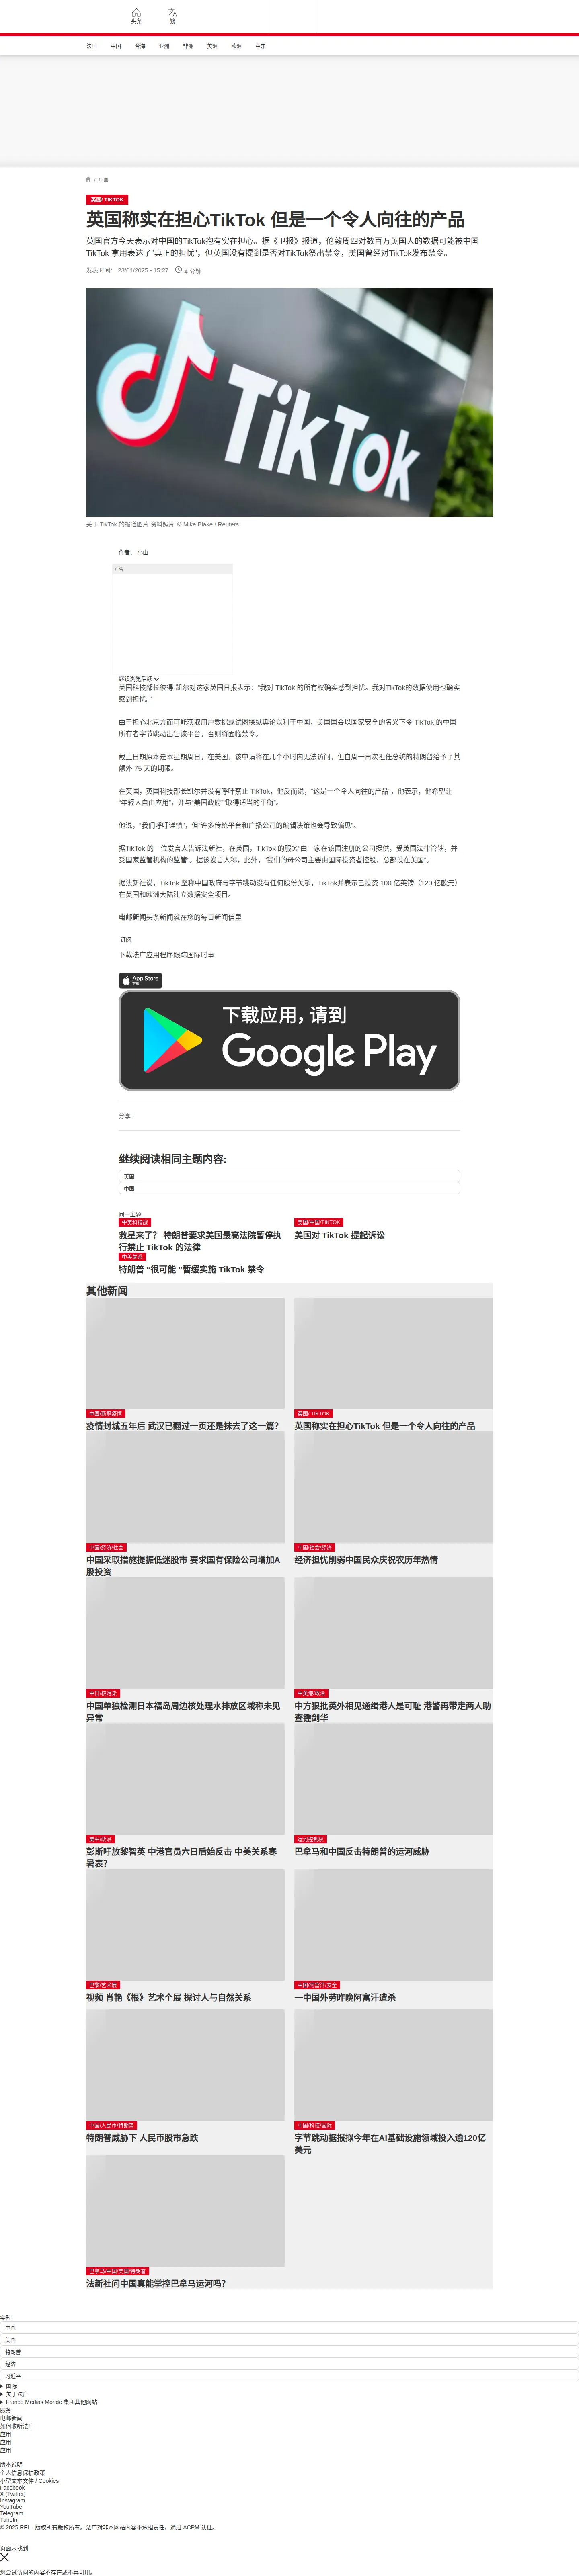 头条
繁
法国
中国
台海
亚洲
非洲
美洲
欧洲
中东
/ 中国
英国/ TIKTOK
英国称实在担心TikTok 但是一个令人向往的产品
英国官方今天表示对中国的TikTok抱有实在担心。据《卫报》报道，伦敦周四对数百万英国人的数据可能被中国
TikTok 拿用表达了“真正的担忧”，但英国没有提到是否对TikTok祭出禁令，美国曾经对TikTok发布禁令。
发表时间： 23/01/2025 - 15:27
4 分钟
TikTok
关于 TikTok 的报道图片 资料照片 © Mike Blake / Reuters
作者： 小山
广告
继续浏览后续
英国科技部长彼得·凯尔对这家英国日报表示：“我对 TikTok 的所有权确实感到担忧。我对TikTok的数据使用也确实
感到担忧。”
由于担心北京方面可能获取用户数据或试图操纵舆论以利于中国，美国国会以国家安全的名义下令 TikTok 的中国
所有者字节跳动出售该平台，否则将面临禁令。
截止日期原本是本星期周日，在美国，该申请将在几个小时内无法访问，但自周一再次担任总统的特朗普给予了其
额外 75 天的期限。
在英国，英国科技部长凯尔并没有呼吁禁止 TikTok，他反而说，“这是一个令人向往的产品”，他表示，他希望让
“年轻人自由应用”，并与“美国政府”“取得适当的平衡”。
他说，“我们呼吁谨慎”，但“许多传统平台和广播公司的编辑决策也会导致偏见”。
据TikTok 的一位发言人告诉法新社，在英国，TikTok 的服务“由一家在该国注册的公司提供，受英国法律管辖，并
受国家监管机构的监管”。据该发言人称，此外，“我们的母公司主要由国际投资者控股，总部设在美国”。
据法新社说，TikTok 坚称中国政府与字节跳动没有任何股份关系，TikTok并表示已投资 100 亿英镑（120 亿欧元）
在英国和欧洲大陆建立数据安全项目。
电邮新闻头条新闻就在您的每日新闻信里
订阅
下载法广应用程序跟踪国际时事
App Store
下载
下载应用，请到
Google Play
分享 :
继续阅读相同主题内容:
英国
中国
同一主题
中美科技战
救星来了？ 特朗普要求美国最高法院暂停执
行禁止 TikTok 的法律
美国/中国/TIKTOK
美国对 TikTok 提起诉讼
中美关系
特朗普 “很可能 ”暂缓实施 TikTok 禁令
其他新闻
中国/新冠疫情
疫情封城五年后 武汉已翻过一页还是抹去了这一篇？
英国/ TIKTOK
英国称实在担心TikTok 但是一个令人向往的产品
中国/经济/社会
中国采取措施提振低迷股市 要求国有保险公司增加A
股投资
中国/社会/经济
经济担忧削弱中国民众庆祝农历年热情
中日/核污染
中国单独检测日本福岛周边核处理水排放区域称未见
异常
中英港/政治
中方狠批英外相见通缉港人是可耻 港警再带走两人助
查锺剑华
美中/政治
彭斯吁放黎智英 中港官员六日后始反击 中美关系寒
暑表？
运河控制权
巴拿马和中国反击特朗普的运河威胁
巴黎/艺术展
视频 肖艳《根》艺术个展 探讨人与自然关系
中国/阿富汗/安全
一中国外劳昨晚阿富汗遭杀
中国/人民币/特朗普
特朗普威胁下 人民币股市急跌
中国/科技/国际
字节跳动据报拟今年在AI基础设施领域投入逾120亿
美元
巴拿马/中国/美国/特朗普
法新社问中国真能掌控巴拿马运河吗？
实时
中国
美国
特朗普
经济
习近平
国际
关于法广
France Médias Monde 集团其他网站
服务
电邮新闻
如何收听法广
应用
应用
应用
版本说明
个人信息保护政策
小型文本文件 / Cookies
Facebook
X (Twitter)
Instagram
YouTube
Telegram
TuneIn
© 2025 RFI – 版权所有版权所有。法广对非本网站内容不承担责任。通过 ACPM 认证。
页面未找到
您尝试访问的内容不存在或不再可用。